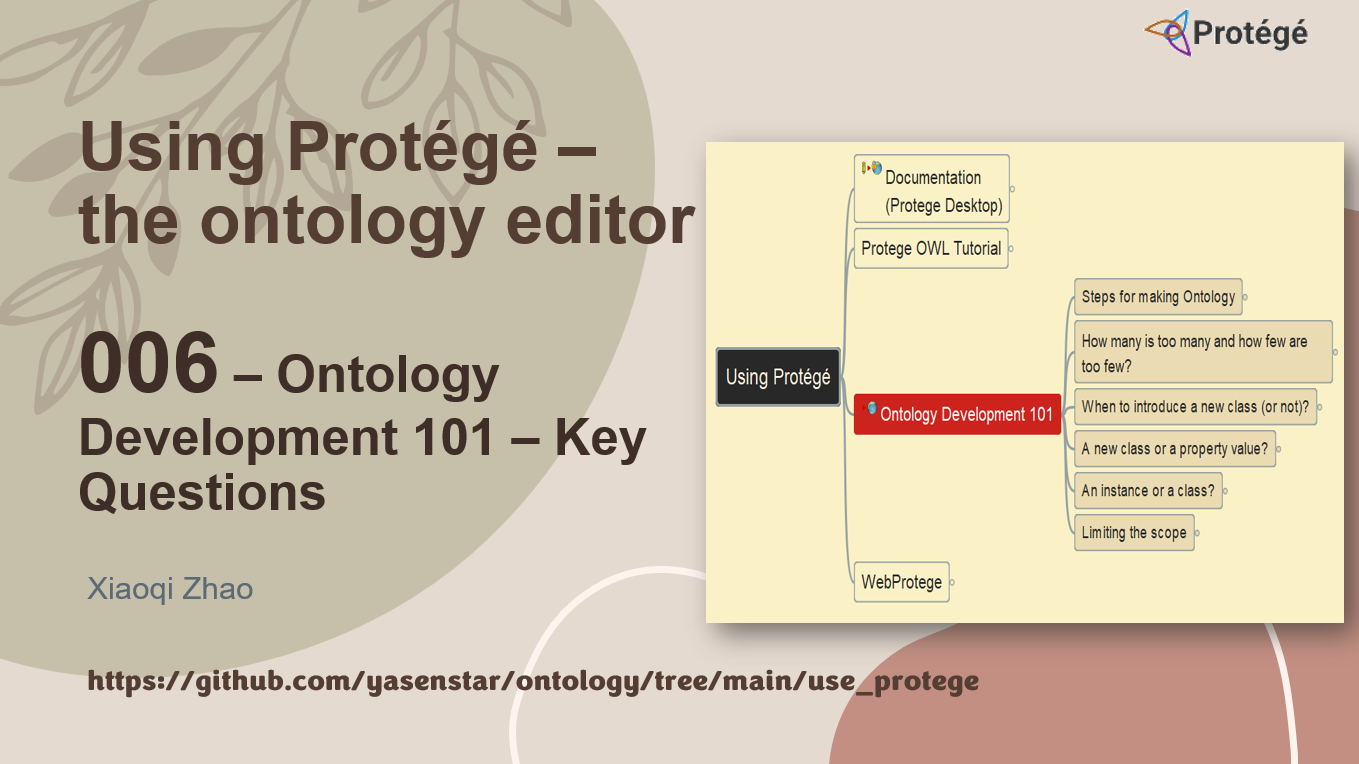 Protégé
Using Protégé –
the ontology editor
006 – Ontology
Development 101 – Key
Questions
Xiaoqi Zhao
https://github.com/yasenstar/ontology/tree/main/use_protege
Using Protégé
Documentation
(Protege Desktop)
Protege OWL Tutorial
Ontology Development 101
Steps for making Ontology
How many is too many and how few are
too few?
When to introduce a new class (or not)?
A new class or a property value?
An instance or a class?
Limiting the scope
WebProtege